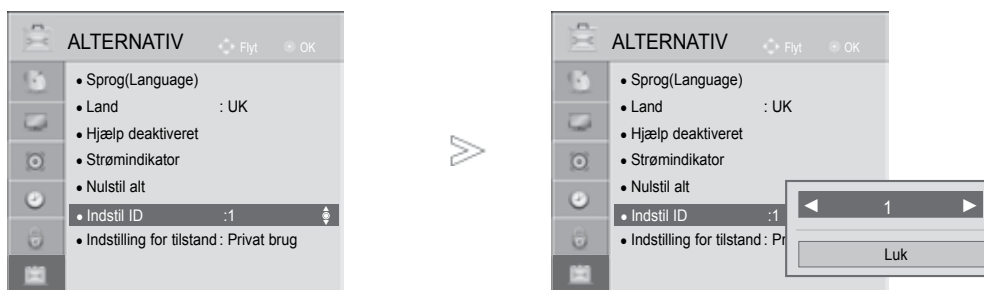 ALTERNATIV Flyt OK
• Sprog(Language)
• Land : UK
• Hjælp deaktiveret
• Strømindikator
• Nulstil alt
• Indstil ID :1
• Indstilling for tilstand : Privat brug
ALTERNATIV Flyt OK
• Sprog(Language)
• Land : UK
• Hjælp deaktiveret
• Strømindikator
• Nulstil alt
• Indstil ID :1
• Indstilling for tilstand : Pr
◄ 1 ►
Luk